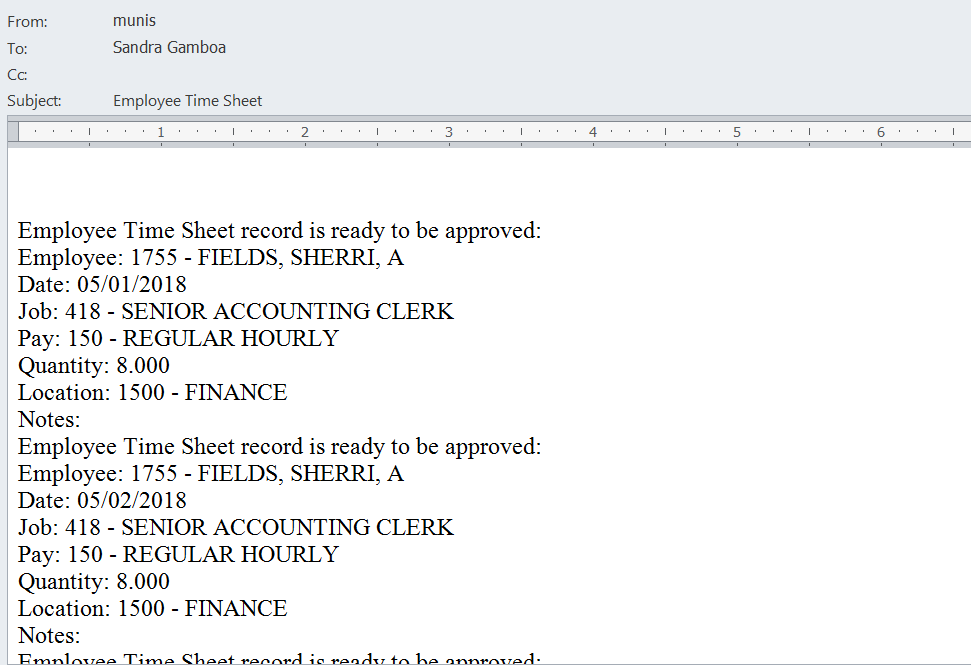 From: munis
To: Sandra Gamboa
Cc:
Subject: Employee Time Sheet
1 2 3 4 5 6
Employee Time Sheet record is ready to be approved:
Employee: 1755 - FIELDS, SHERRI, A
Date: 05/01/2018
Job: 418 - SENIOR ACCOUNTING CLERK
Pay: 150 - REGULAR HOURLY
Quantity: 8.000
Location: 1500 - FINANCE
Notes:
Employee Time Sheet record is ready to be approved:
Employee: 1755 - FIELDS, SHERRI, A
Date: 05/02/2018
Job: 418 - SENIOR ACCOUNTING CLERK
Pay: 150 - REGULAR HOURLY
Quantity: 8.000
Location: 1500 - FINANCE
Notes:
Employee Time Sheet record is ready to be approved: